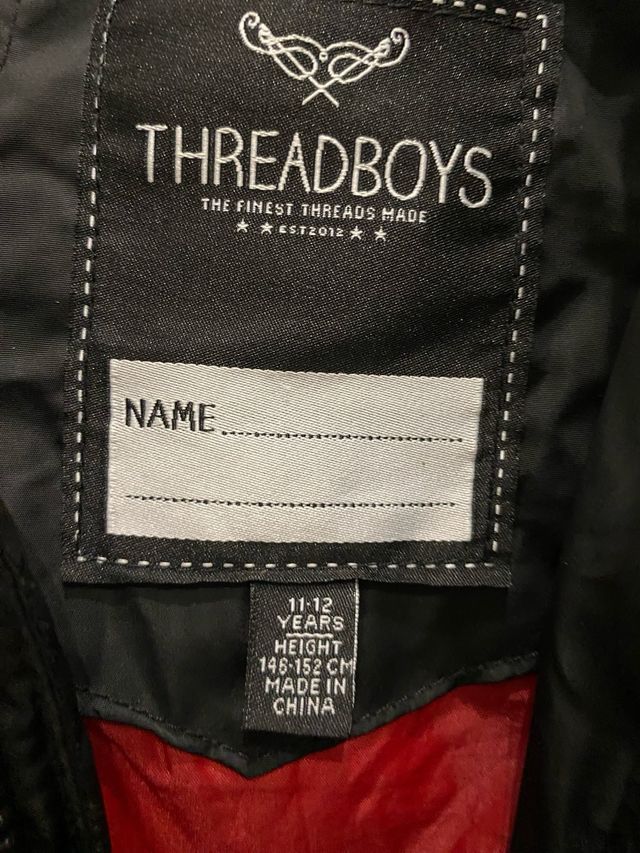 THREADBOYS
THE FINEST THREADS MADE
★ ★ EST2012 ★ ★
NAME
11-12
YEARS
HEIGHT
146-152 CM
MADE IN
CHINA